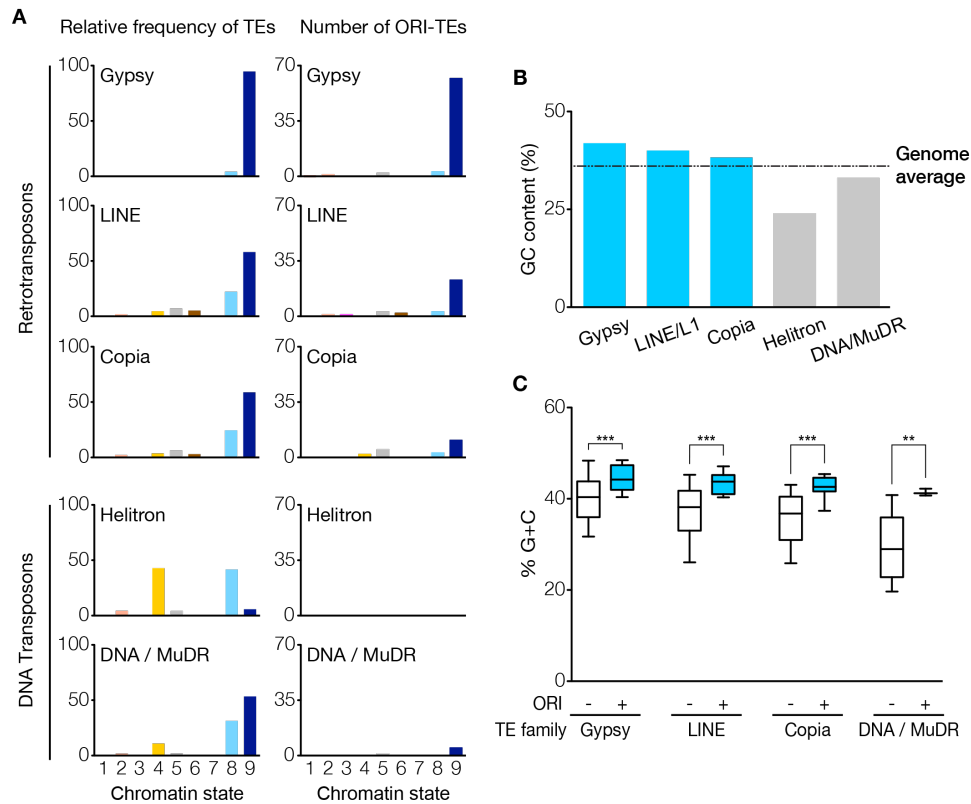 A
Relative frequency of TEs
Number of ORI-TEs
Retrotransposons
DNA Transposons
100
50
0
Gypsy
70
35
0
Gypsy
100
50
0
LINE
70
35
0
LINE
100
50
0
Copia
70
35
0
Copia
100
50
0
Helitron
70
35
0
Helitron
100
50
0
DNA / MuDR
70
35
0
DNA / MuDR
1 2 3 4 5 6 7 8 9
1 2 3 4 5 6 7 8 9
Chromatin state
Chromatin state
B
GC content (%)
50
25
0
Genome
average
Gypsy
LINE/L1
Copia
Helitron
DNA/MuDR
C
% G+C
60
40
20
0
***
***
***
**
ORI - + - + - + - +
TE family Gypsy LINE Copia DNA / MuDR